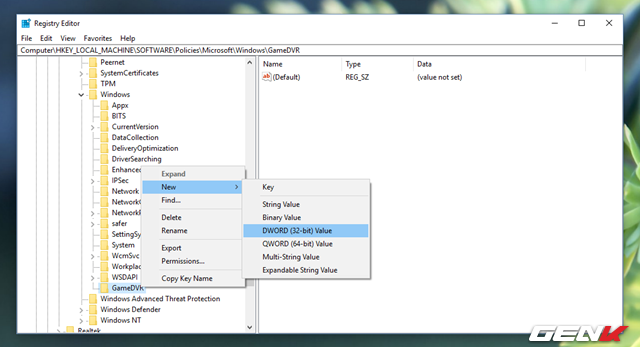 Registry Editor
File Edit View Favorites Help
Computer\HKEY_LOCAL_MACHINE\SOFTWARE\Policies\Microsoft\Windows\GameDVR
Peernet
SystemCertificates
TPM
Windows
Appx
BITS
CurrentVersion
DataCollection
DeliveryOptimization
DriverSearching
Enhanced
IPSec
Network
Network
Network
safer
SettingSy
System
WcmSvc
Workplac
WSDAPI
GameDVR
Windows Advanced Threat Protection
Windows Defender
Windows NT
Realtek
Name Type Data
(Default) REG_SZ (value not set)
Expand
New
Find...
Delete
Rename
Export
Permissions...
Copy Key Name
Key
String Value
Binary Value
DWORD (32-bit) Value
QWORD (64-bit) Value
Multi-String Value
Expandable String Value
GENK